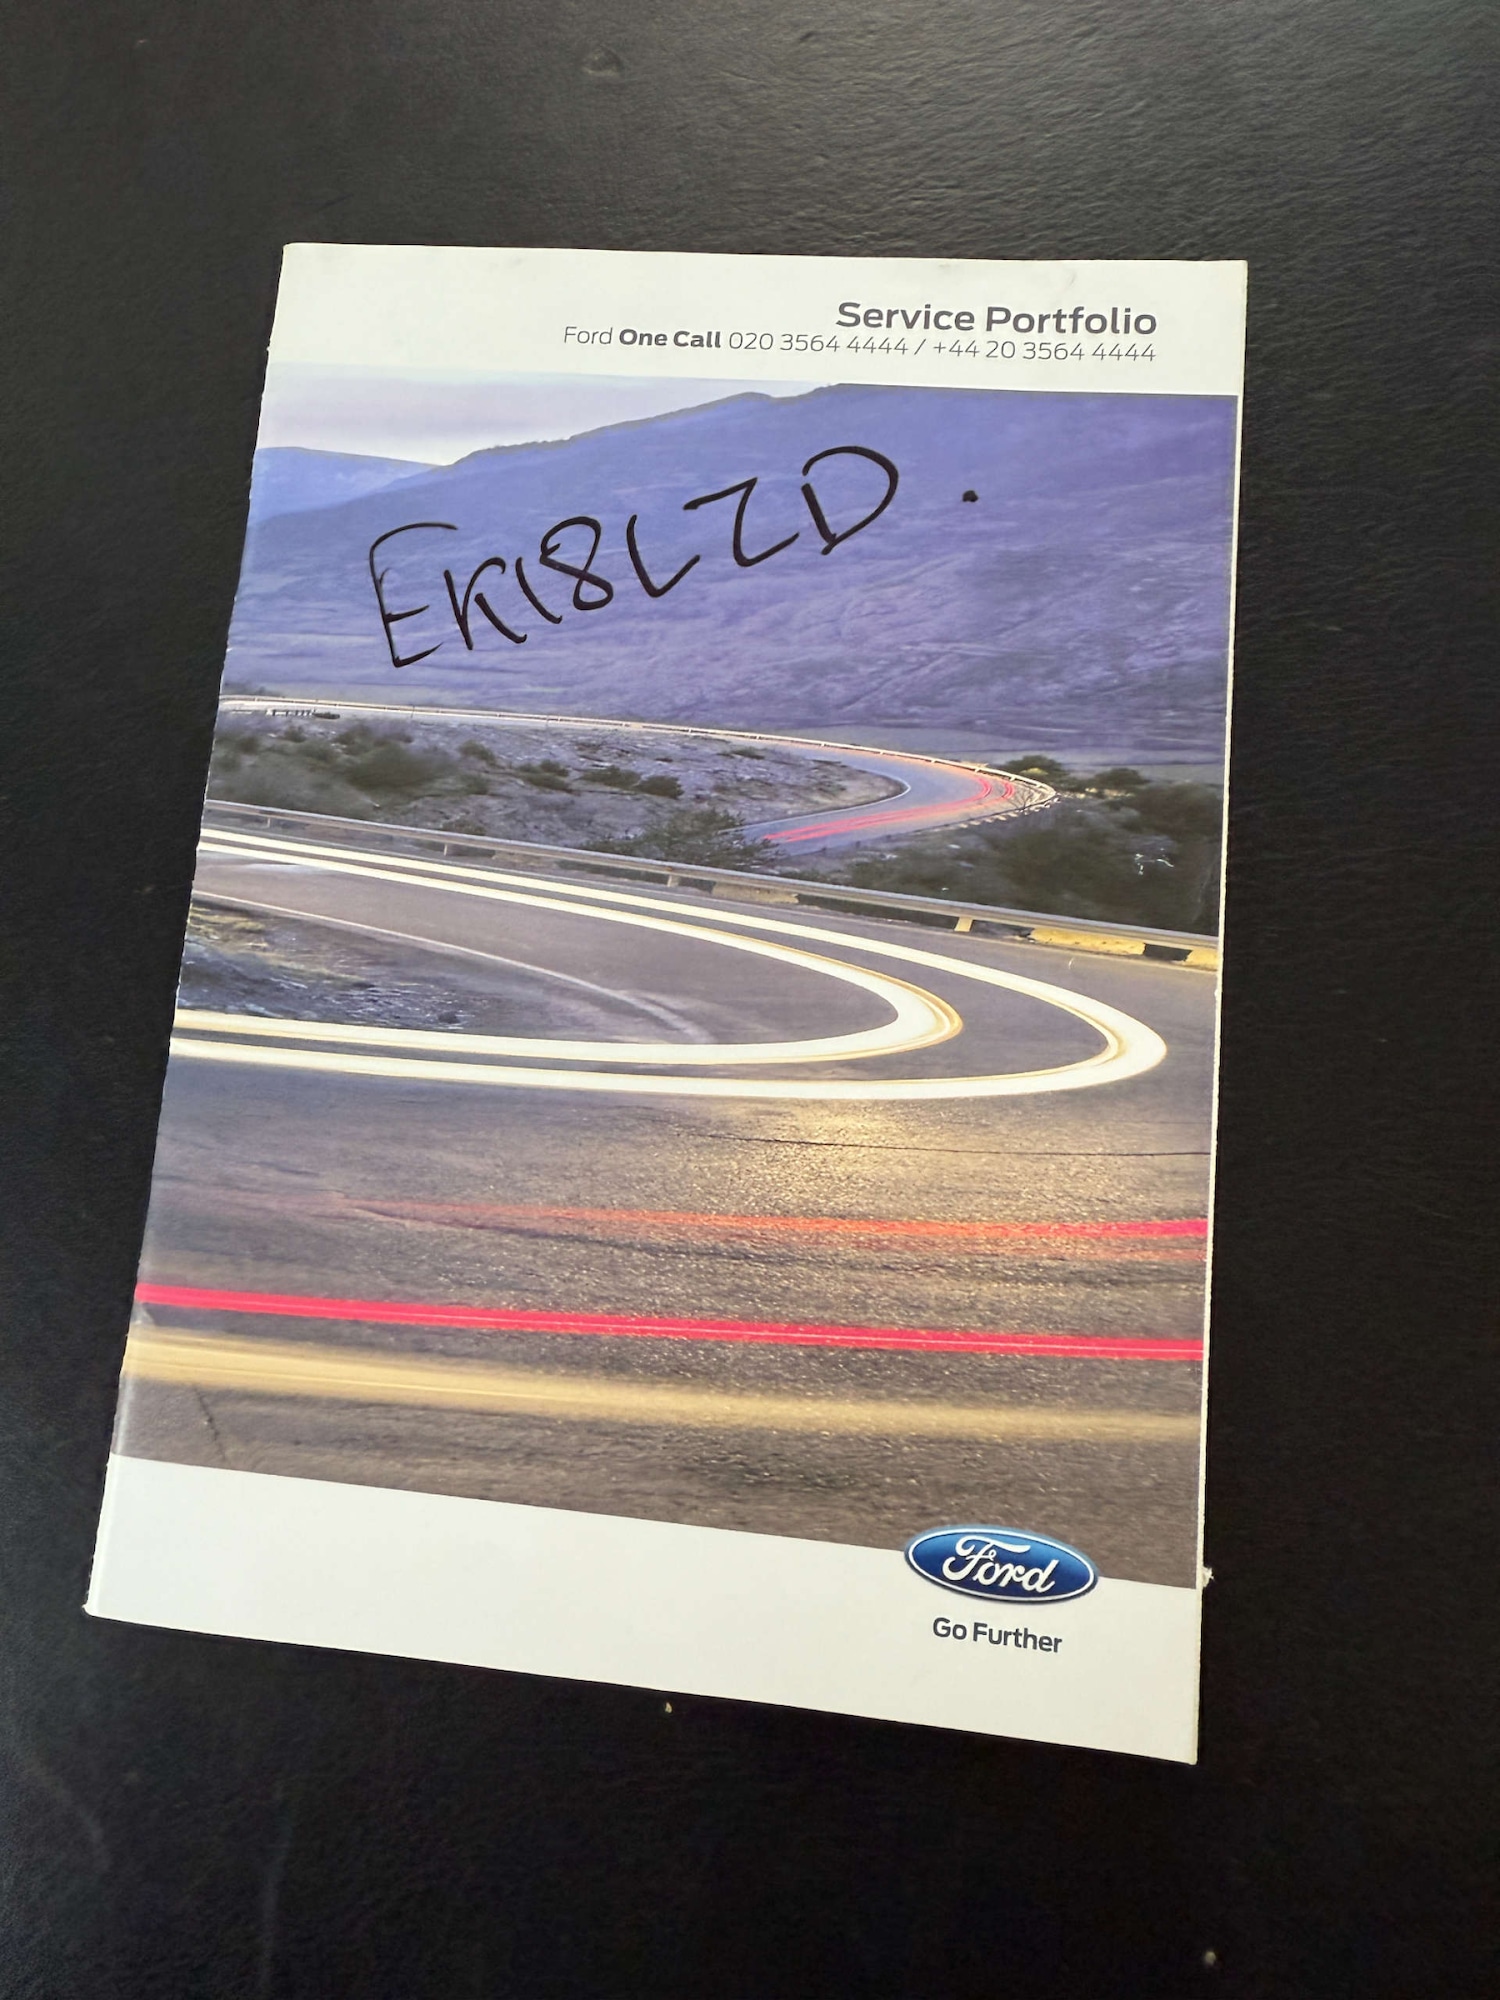 Service Portfolio
Ford One Call 020 3564 4444 / +44 20 3564 4444
EK18LZD.
Ford
Go Further